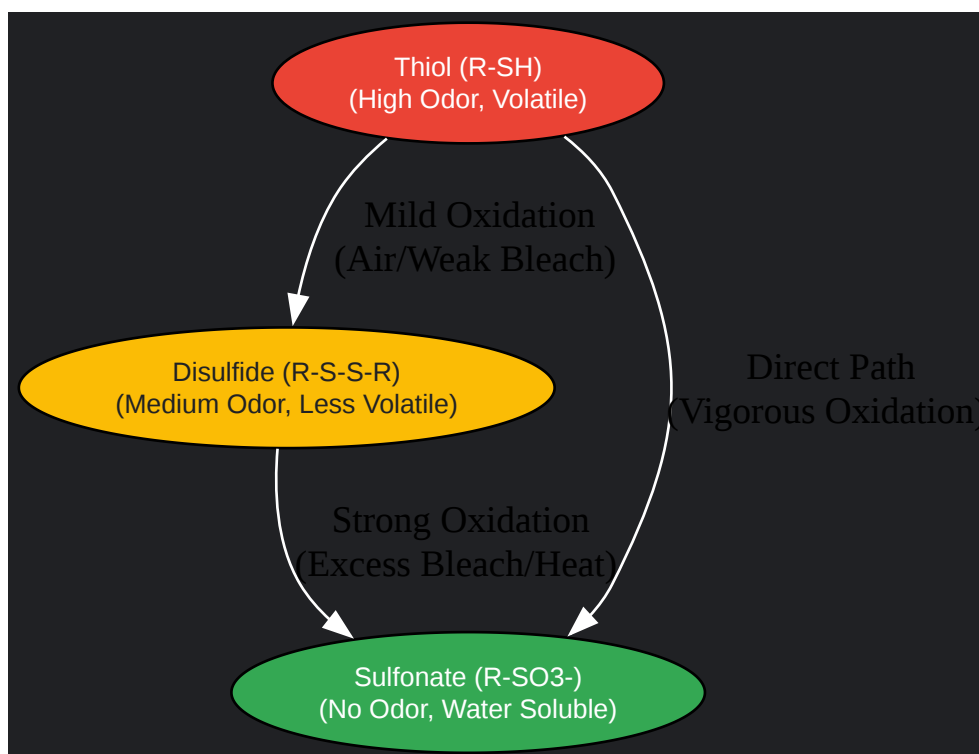 Thiol (R-SH)
(High Odor, Volatile)
Mild Oxidation
(Air/Weak Bleach)
Disulfide (R-S-S-R)
(Medium Odor, Less Volatile)
Direct Path
(Vigorous Oxidation)
Strong Oxidation
(Excess Bleach/Heat)
Sulfonate (R-SO3-)
(No Odor, Water Soluble)